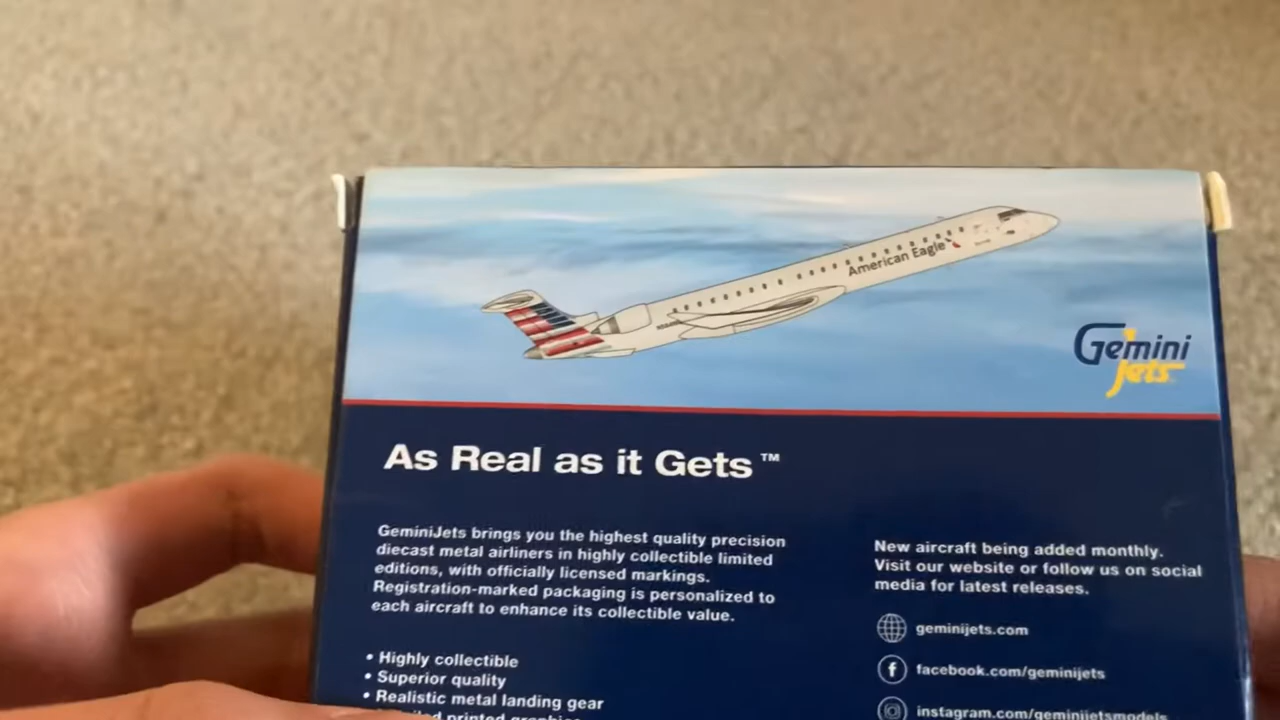 American Eagle
Gemini
Jets
As Real as it Gets™
GeminiJets brings you the highest quality precision
diecast metal airliners in highly collectible limited
editions, with officially licensed markings.
Registration-marked packaging is personalized to
each aircraft to enhance its collectible value.
• Highly collectible
• Superior quality
• Realistic metal landing gear
printed graphics
New aircraft being added monthly.
Visit our website or follow us on social
media for latest releases.
geminijets.com
facebook.com/geminijets
instagram.com/geminijetsmodels